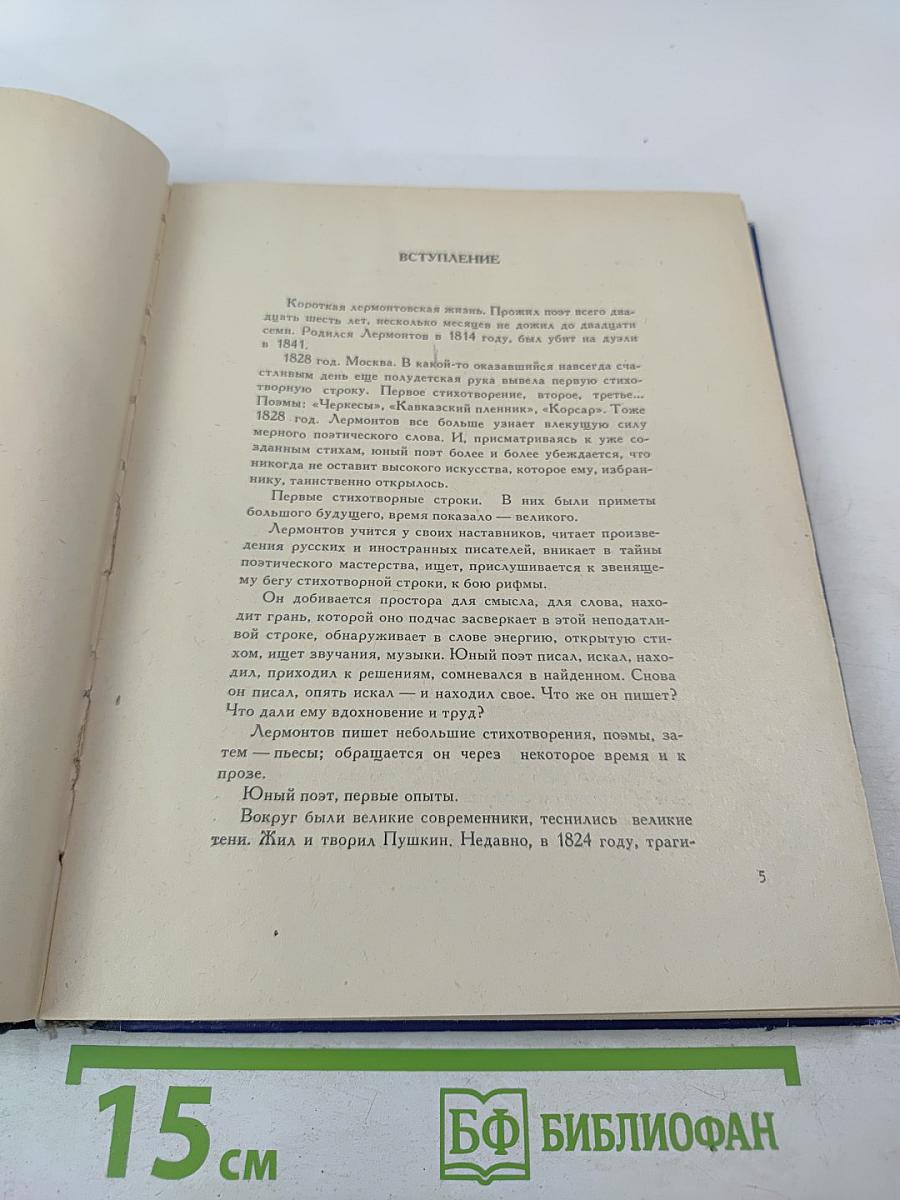 ВСТУПЛЕНИЕ
Короткая лермонтовская жизнь. Прожил поэт всего два-
дцать шесть лет, несколько месяцев не дожил до двадцати
семи. Родился Лермонтов в 1814 году, был убит на дуэли
в 1841.
1828 год. Москва. В какой-то оказавшийся навсегда сча-
стливым день еще полудетская рука вывела первую стихо-
творную строку. Первое стихотворение, второе, третье...
Поэмы: «Черкесы», «Кавказский пленник», «Корсар». Тоже
1828 год. Лермонтов все больше узнает влекущую силу
мерного поэтического слова. И, присматриваясь к уже со-
зданным стихам, юный поэт более и более убеждается, что
никогда не оставит высокого искусства, которое ему, избран-
нику, таинственно открылось.
Первые стихотворные строки. В них были приметы
большого будущего, время показало — великого.
Лермонтов учится у своих наставников, читает произве-
дения русских и иностранных писателей, вникает в тайны
поэтического мастерства, ищет, прислушивается к звеняще-
му бегу стихотворной строки, к бою рифмы.
Он добивается простора для смысла, для слова, нахо-
дит грань, которой оно подчас засверкает в этой неподатли-
вой строке, обнаруживает в слове энергию, открытую сти-
хом, ищет звучания, музыки. Юный поэт писал, искал, нахо-
дил, приходил к решениям, сомневался в найденном. Снова
он писал, опять искал — и находил свое. Что же он пишет?
Что дали ему вдохновение и труд?
Лермонтов пишет небольшие стихотворения, поэмы, за-
тем — пьесы; обращается он через некоторое время и к
прозе.
Юный поэт, первые опыты.
Вокруг были великие современники, теснились великие
тени. Жил и творил Пушкин. Недавно, в 1824 году, траги-
5
15 см
БФ БИБЛИОФАН